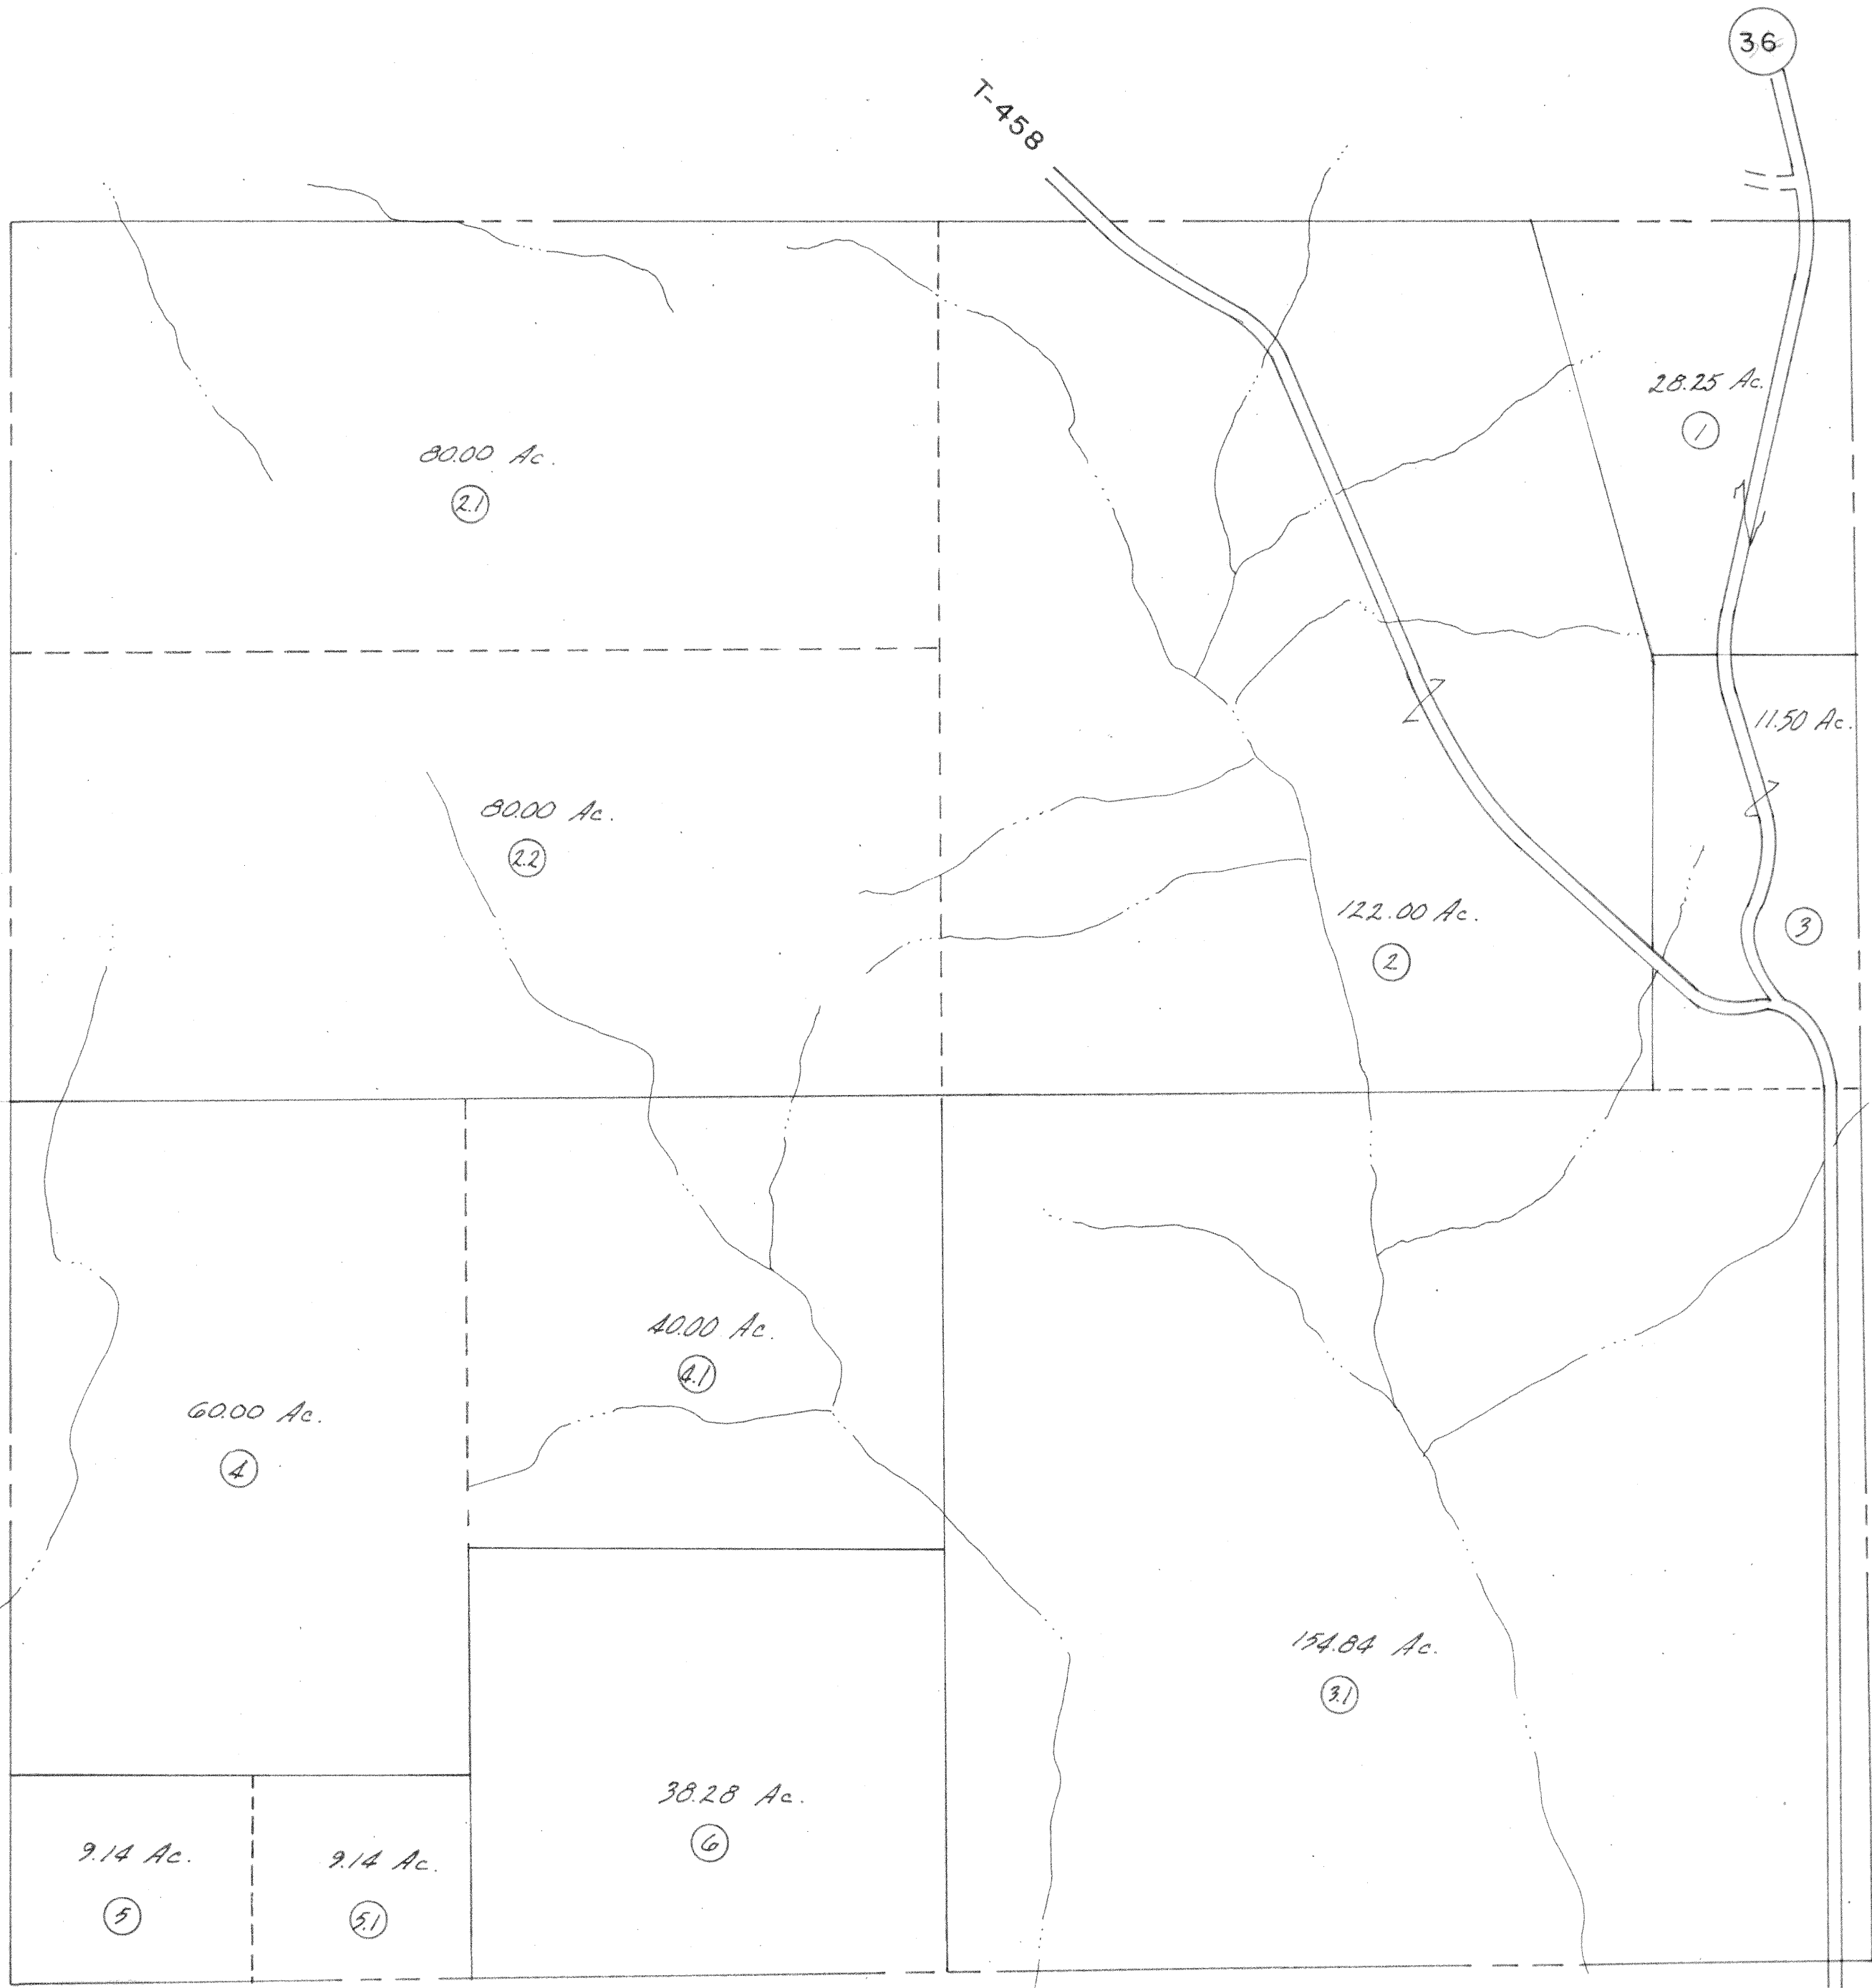 36
T-458
28.25 Ac.
1
80.00 Ac.
2.1
11.50 Ac.
3
80.00 Ac.
2.2
122.00 Ac.
2
40.00 Ac.
4.1
60.00 Ac.
4
154.84 Ac.
3.1
38.28 Ac.
6
9.14 Ac.
5
9.14 Ac.
5.1